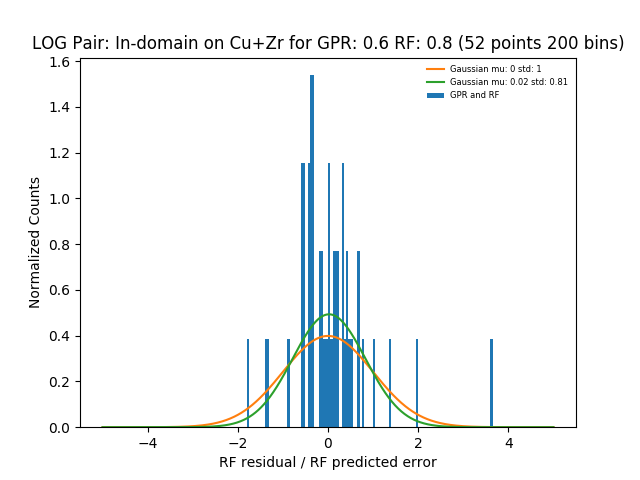 LOG Pair: In-domain on Cu+Zr for GPR: 0.6 RF: 0.8 (52 points 200 bins)
Gaussian mu: 0 std: 1
Gaussian mu: 0.02 std: 0.81
GPR and RF
Normalized Counts
1.6
1.4
1.2
1.0
0.8
0.6
0.4
0.2
0.0
−4
−2
0
2
4
RF residual / RF predicted error